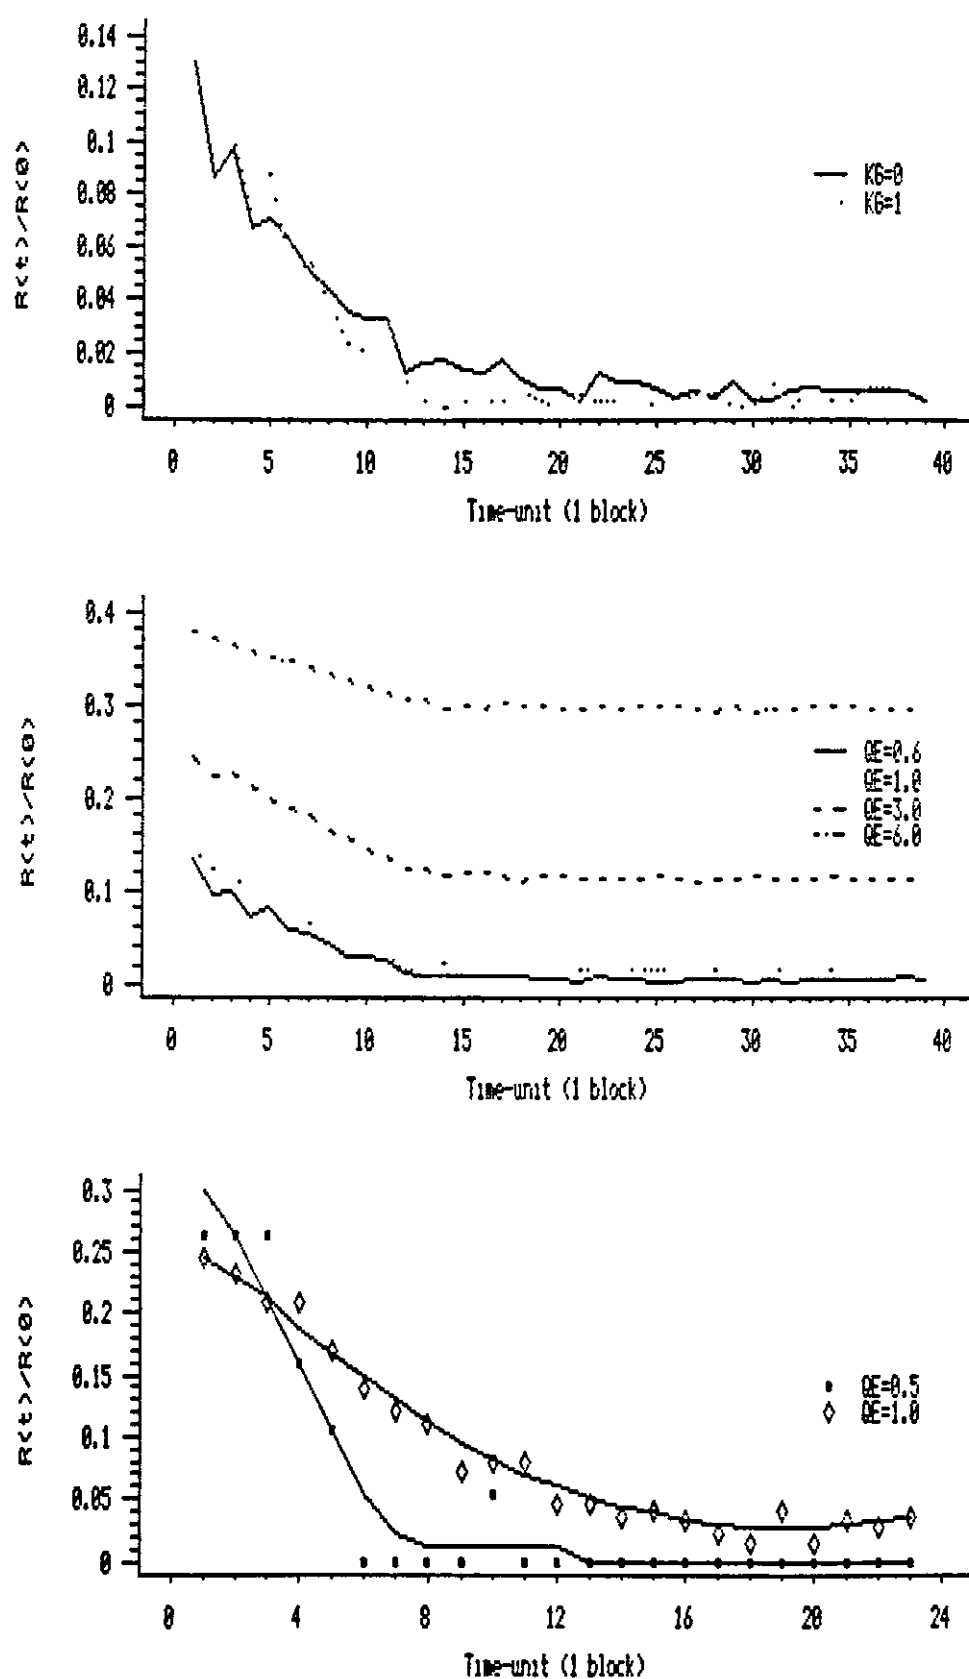 0.14
0.12
0.1
0.08
0.06
0.04
0.02
0
R(t)/R(0)
KG=0
KG=1
0 5 10 15 20 25 30 35 40
Time-unit (1 block)
0.4
0.3
0.2
0.1
0
R(t)/R(0)
QE=0.6
QE=1.0
QE=3.0
QE=6.0
0 5 10 15 20 25 30 35 40
Time-unit (1 block)
0.3
0.25
0.2
0.15
0.1
0.05
0
R(t)/R(0)
QE=0.5
QE=1.0
0 4 8 12 16 20 24
Time-unit (1 block)